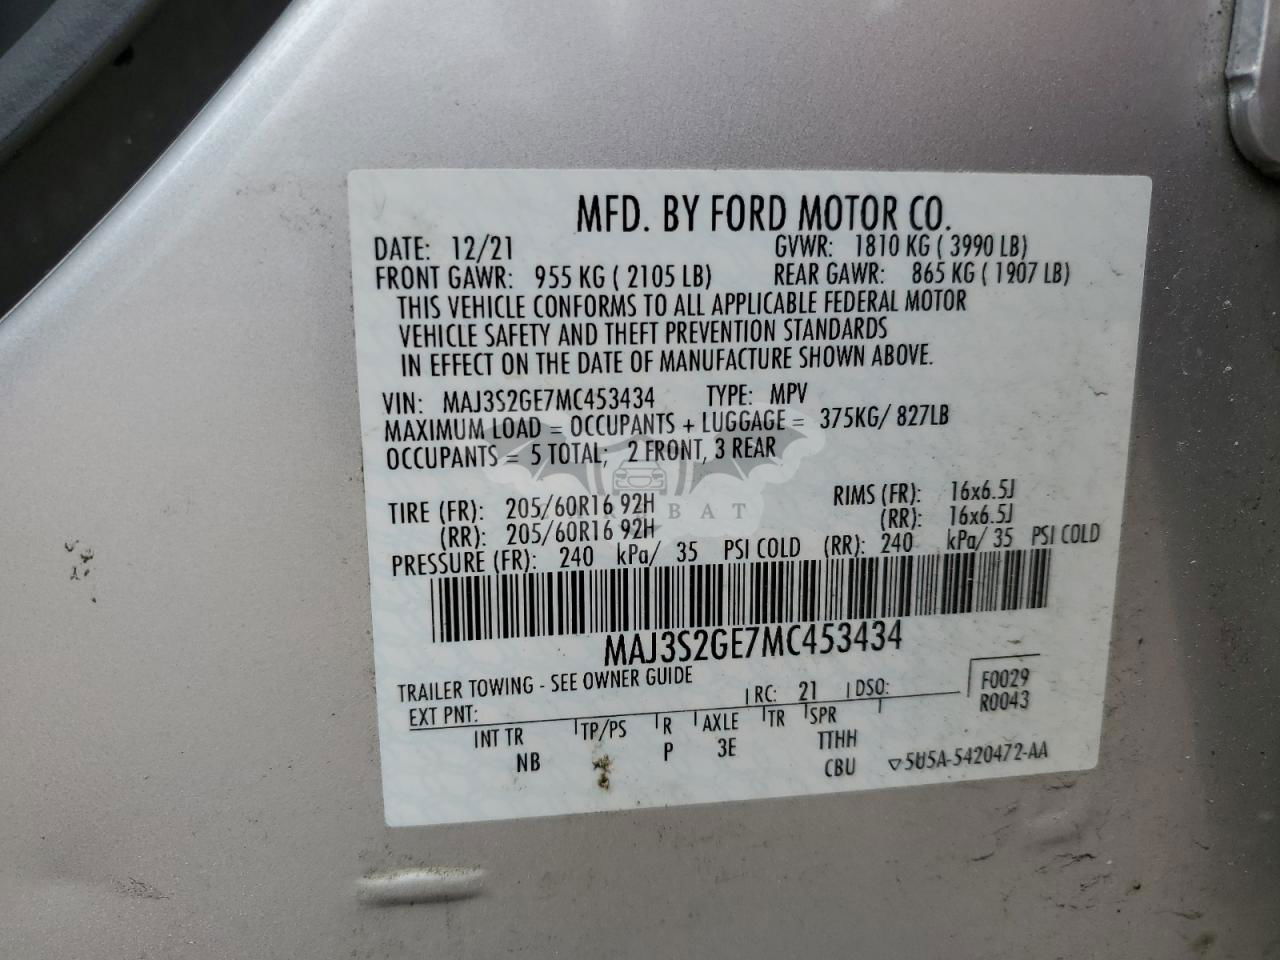 MFD. BY FORD MOTOR CO.
DATE: 12/21 GVWR: 1810 KG ( 3990 LB)
FRONT GAWR: 955 KG ( 2105 LB) REAR GAWR: 865 KG ( 1907 LB)
THIS VEHICLE CONFORMS TO ALL APPLICABLE FEDERAL MOTOR
VEHICLE SAFETY AND THEFT PREVENTION STANDARDS
IN EFFECT ON THE DATE OF MANUFACTURE SHOWN ABOVE.
VIN: MAJ3S2GE7MC453434 TYPE: MPV
MAXIMUM LOAD = OCCUPANTS + LUGGAGE = 375KG/ 827LB
OCCUPANTS = 5 TOTAL; 2 FRONT, 3 REAR
TIRE (FR): 205/60R16 92H RIMS (FR): 16x6.5J
(RR): 205/60R16 92H (RR): 16x6.5J
PRESSURE (FR): 240 kPa/ 35 PSI COLD (RR): 240 kPa/ 35 PSI COLD
MAJ3S2GE7MC453434
TRAILER TOWING - SEE OWNER GUIDE
EXT PNT: RC: 21 DSO: F0029
R0043
INT TR TP/PS R AXLE TR SPR
NB P 3E TTHH
CBU 5U5A-5420472-AA